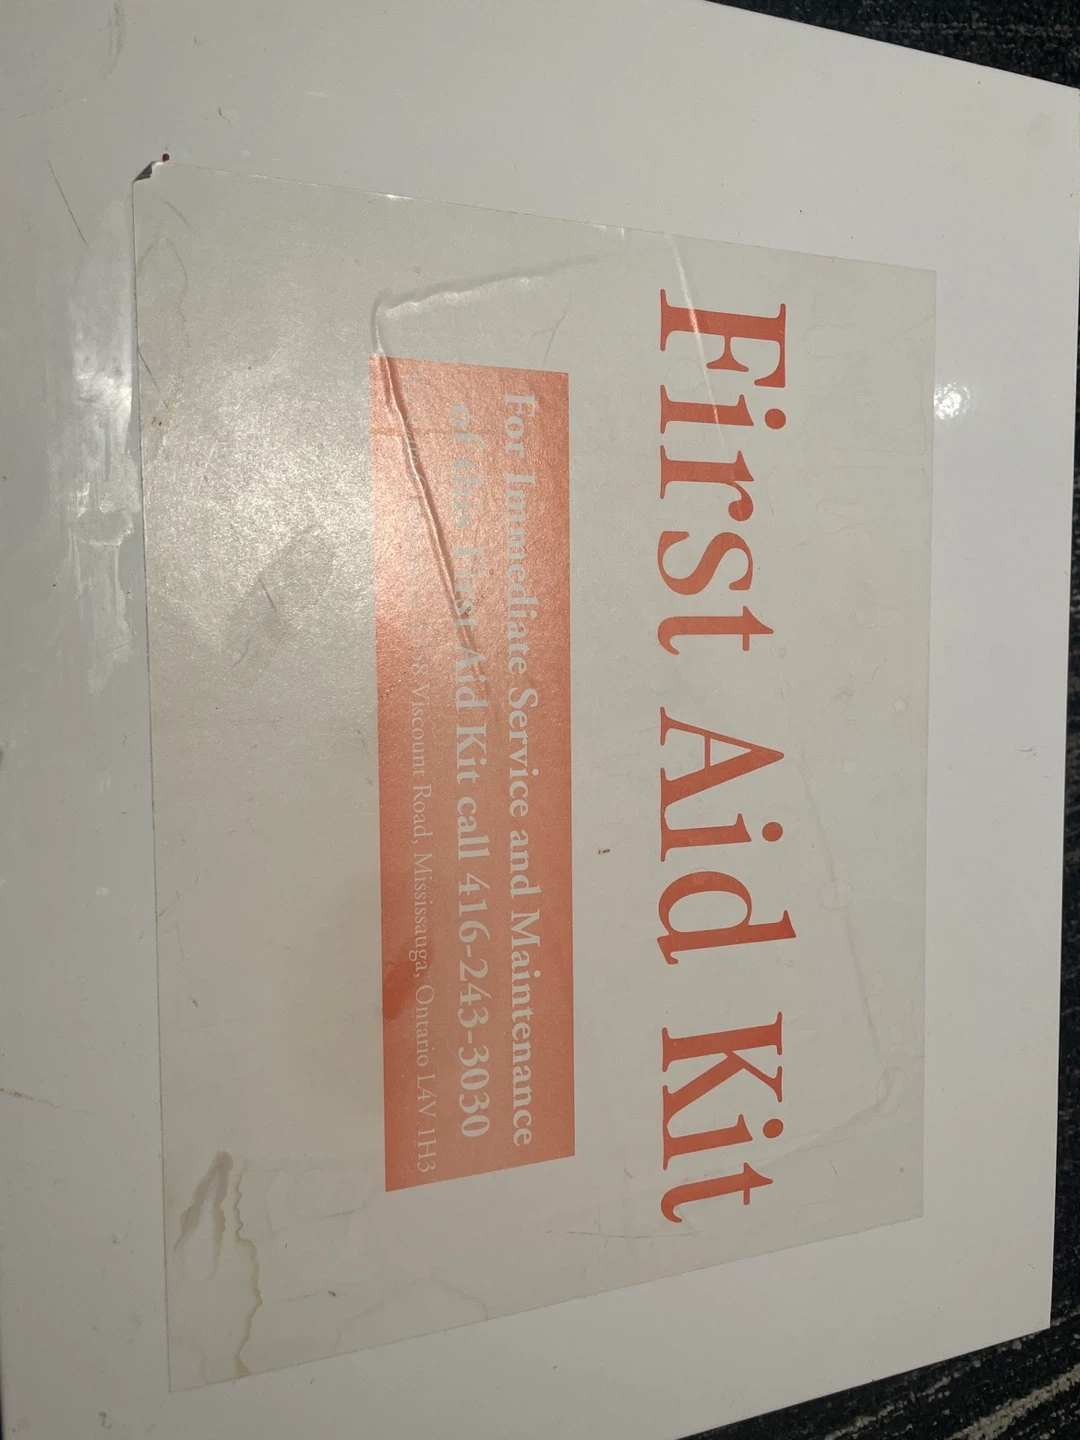 First Aid Kit
For Immediate Service and Maintenance
of this First Aid Kit call 416-243-3030
Viscount Road, Mississauga, Ontario L4V 1H3